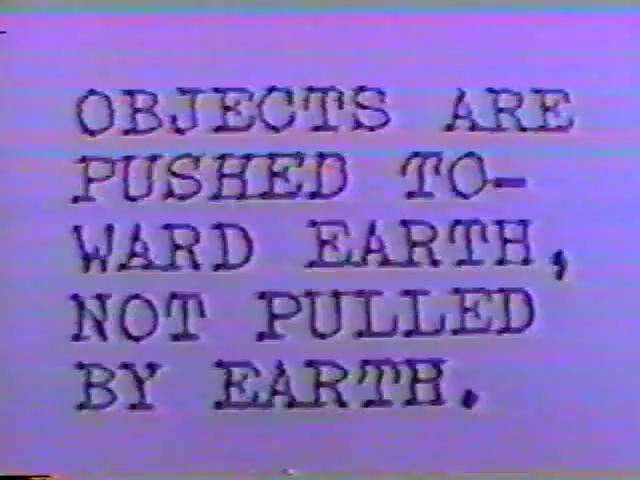 OBJECTS ARE
PUSHED TO-
WARD EARTH,
NOT PULLED
BY EARTH.